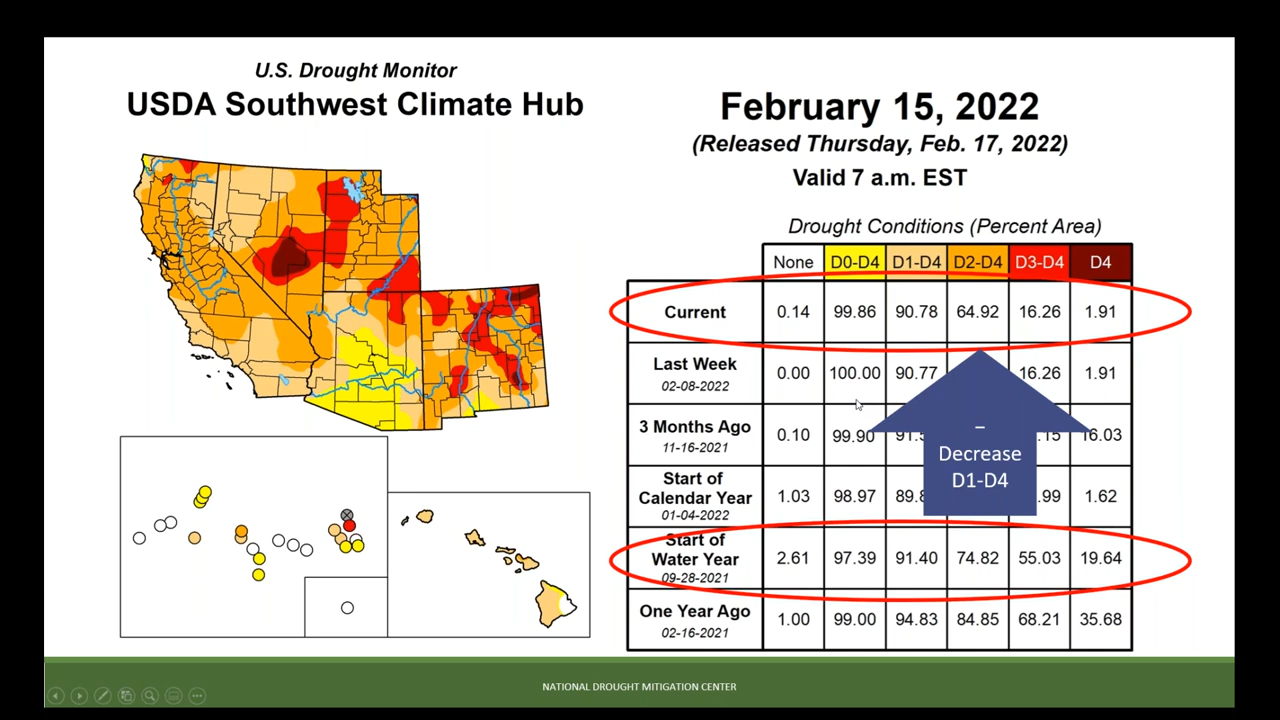 U.S. Drought Monitor
USDA Southwest Climate Hub
February 15, 2022
(Released Thursday, Feb. 17, 2022)
Valid 7 a.m. EST
Drought Conditions (Percent Area)
None D0-D4 D1-D4 D2-D4 D3-D4 D4
Current 0.14 99.86 90.78 64.92 16.26 1.91
Last Week
02-08-2022
0.00 100.00 90.77 16.26 1.91
3 Months Ago
11-16-2021
0.10 99.90
Start of
Calendar Year
01-04-2022
1.03 98.97 1.62
Start of
Water Year
09-28-2021
2.61 97.39 91.40 74.82 55.03 19.64
One Year Ago
02-16-2021
1.00 99.00 94.83 84.85 68.21 35.68
–
Decrease
D1-D4
NATIONAL DROUGHT MITIGATION CENTER